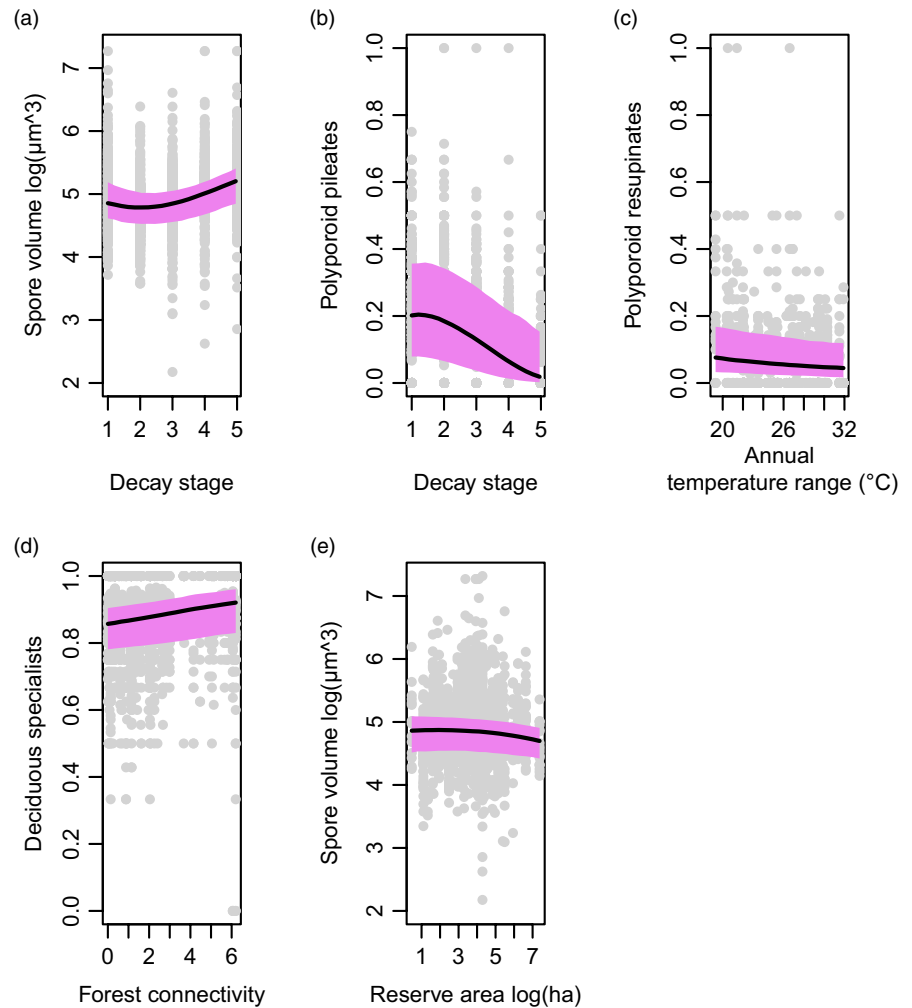 (a)
(b)
(c)
Spore volume log(µm^3)
2 3 4 5 6 7
1 2 3 4 5
Decay stage
Polyporoid pileates
0.0 0.2 0.4 0.6 0.8 1.0
1 2 3 4 5
Decay stage
Polyporoid resupinates
0.0 0.2 0.4 0.6 0.8 1.0
20 26 32
Annual
temperature range (°C)
(d)
(e)
Deciduous specialists
0.0 0.2 0.4 0.6 0.8 1.0
0 2 4 6
Forest connectivity
Spore volume log(µm^3)
2 3 4 5 6 7
1 3 5 7
Reserve area log(ha)